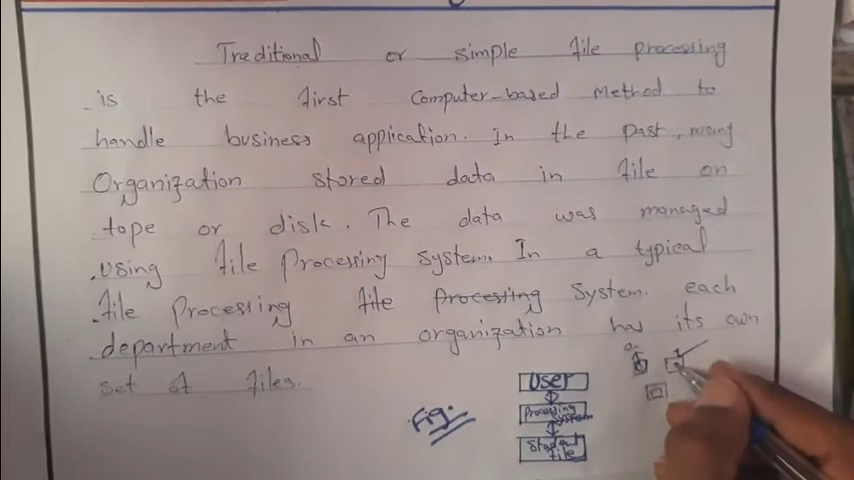 Traditional or simple file processing
is the first Computer-based Method to
handle business application. In the past, many
Organization stored data in file on
tape or disk. The data was managed
using file Processing system. In a typical
file Processing file Processing System. each
department in an organization has its own
set of files.
Fig:
User
Processing
System
Student
file